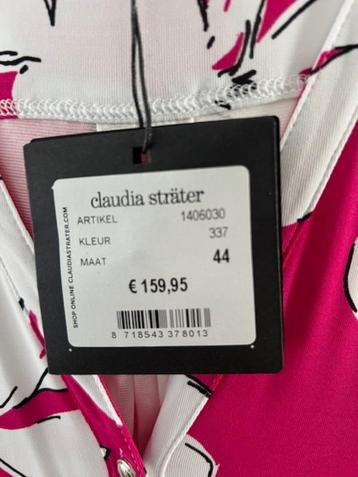 claudia sträter
ARTIKEL 1406030
KLEUR 337
MAAT 44
€ 159,95
8 718543 378013
SHOP ONLINE CLAUDIASTRATER.COM